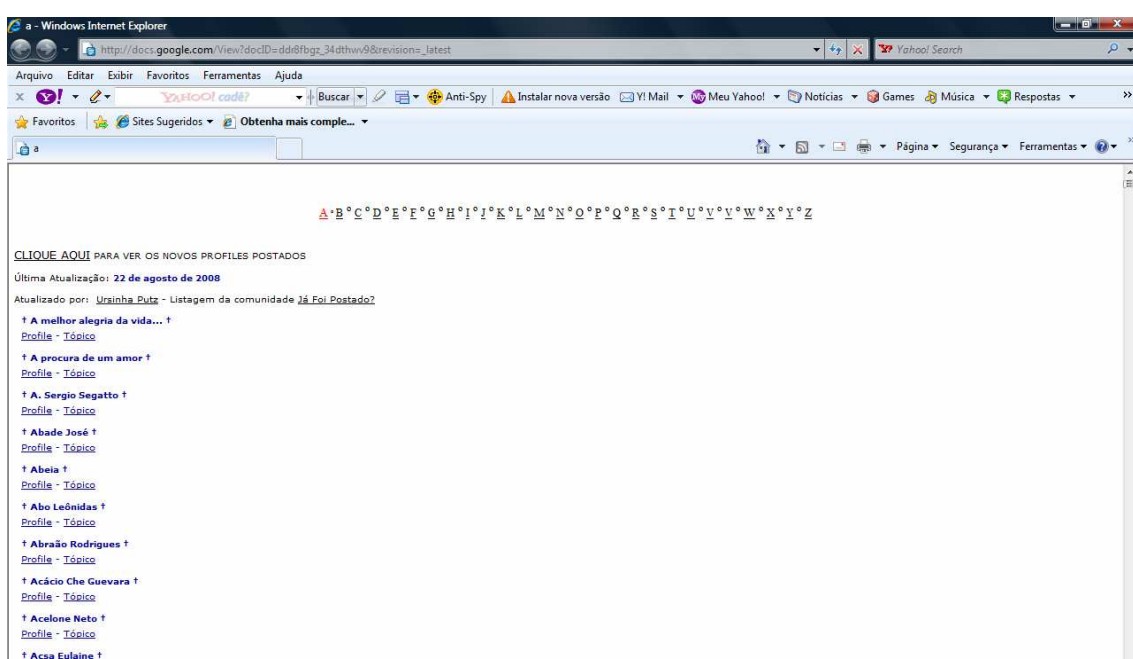 a - Windows Internet Explorer
http://docs.google.com/View?docID=ddr8fbgz_34dthwv9&revision=_latest
Yahoo! Search
Arquivo Editar Exibir Favoritos Ferramentas Ajuda
x Y! YAHOO! cadê? Buscar Anti-Spy Instalar nova versão Y! Mail Meu Yahoo! Notícias Games Música Respostas »
Favoritos Sites Sugeridos Obtenha mais comple...
a Página Segurança Ferramentas
A • B ° C ° D ° E ° F ° G ° H ° I ° J ° K ° L ° M ° N ° O ° P ° Q ° R ° S ° T ° U ° V ° V ° W ° X ° Y ° Z
CLIQUE AQUI PARA VER OS NOVOS PROFILES POSTADOS
Última Atualização: 22 de agosto de 2008
Atualizado por: Ursinha Putz - Listagem da comunidade Já Foi Postado?
† A melhor alegria da vida... †
Profile - Tópico
† A procura de um amor †
Profile - Tópico
† A. Sergio Segatto †
Profile - Tópico
† Abade José †
Profile - Tópico
† Abeia †
Profile - Tópico
† Abo Leônidas †
Profile - Tópico
† Abraão Rodrigues †
Profile - Tópico
† Acácio Che Guevara †
Profile - Tópico
† Acelone Neto †
Profile - Tópico
† Acsa Eulaine †